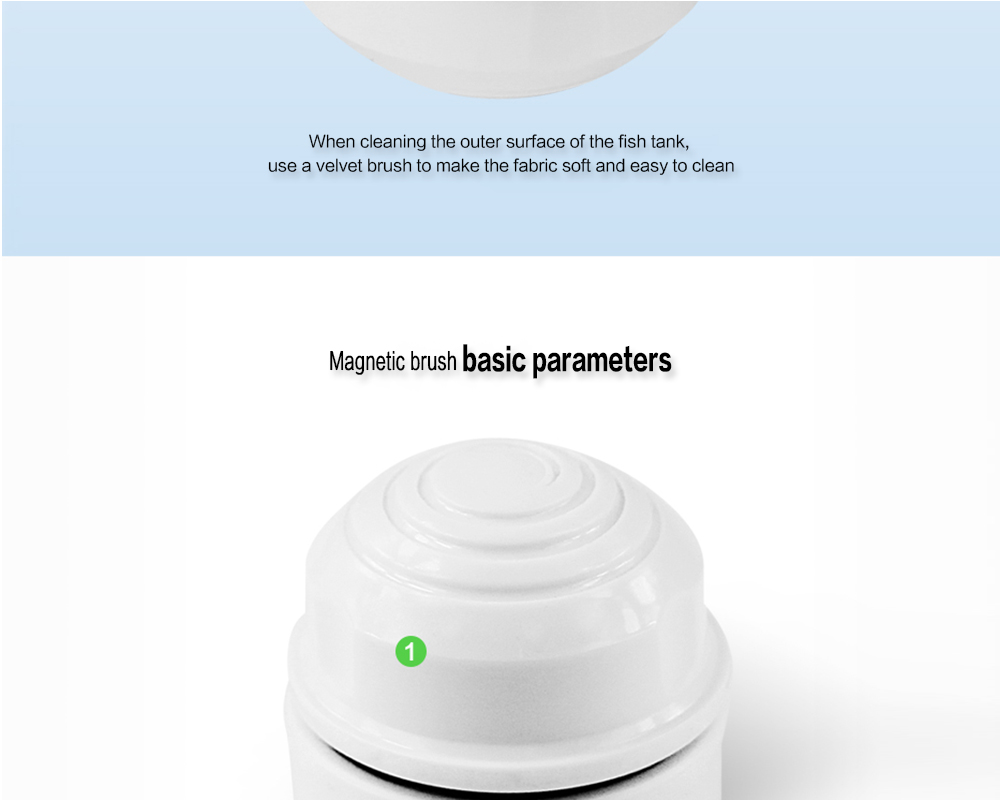 When cleaning the outer surface of the fish tank,
use a velvet brush to make the fabric soft and easy to clean
Magnetic brush basic parameters
1